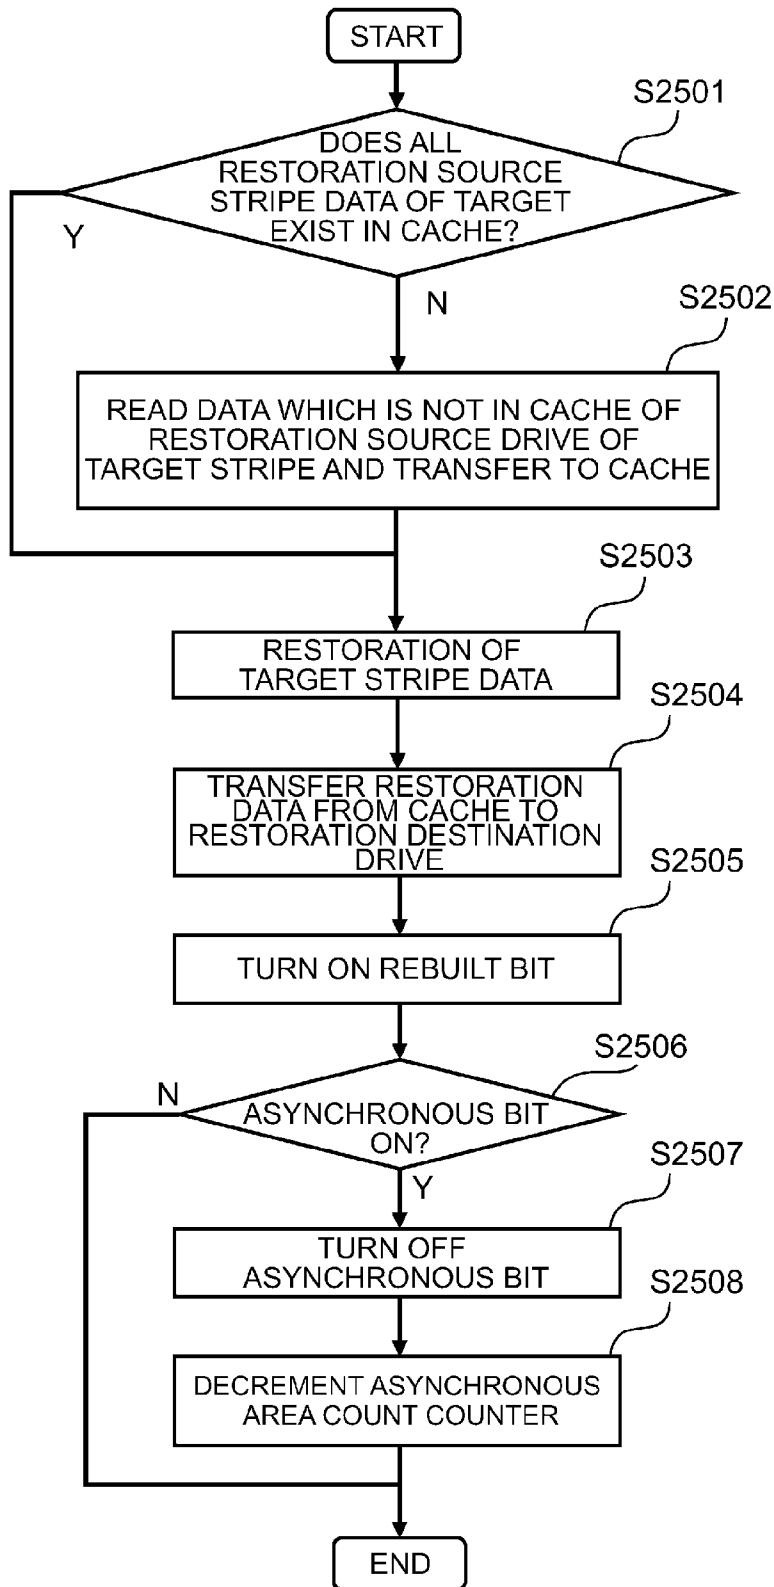 START
S2501
DOES ALL
RESTORATION SOURCE
STRIPE DATA OF TARGET
EXIST IN CACHE?
Y
N
S2502
READ DATA WHICH IS NOT IN CACHE OF
RESTORATION SOURCE DRIVE OF
TARGET STRIPE AND TRANSFER TO CACHE
S2503
RESTORATION OF
TARGET STRIPE DATA
S2504
TRANSFER RESTORATION
DATA FROM CACHE TO
RESTORATION DESTINATION
DRIVE
S2505
TURN ON REBUILT BIT
S2506
N
ASYNCHRONOUS BIT
ON?
S2507
Y
TURN OFF
ASYNCHRONOUS BIT
S2508
DECREMENT ASYNCHRONOUS
AREA COUNT COUNTER
END